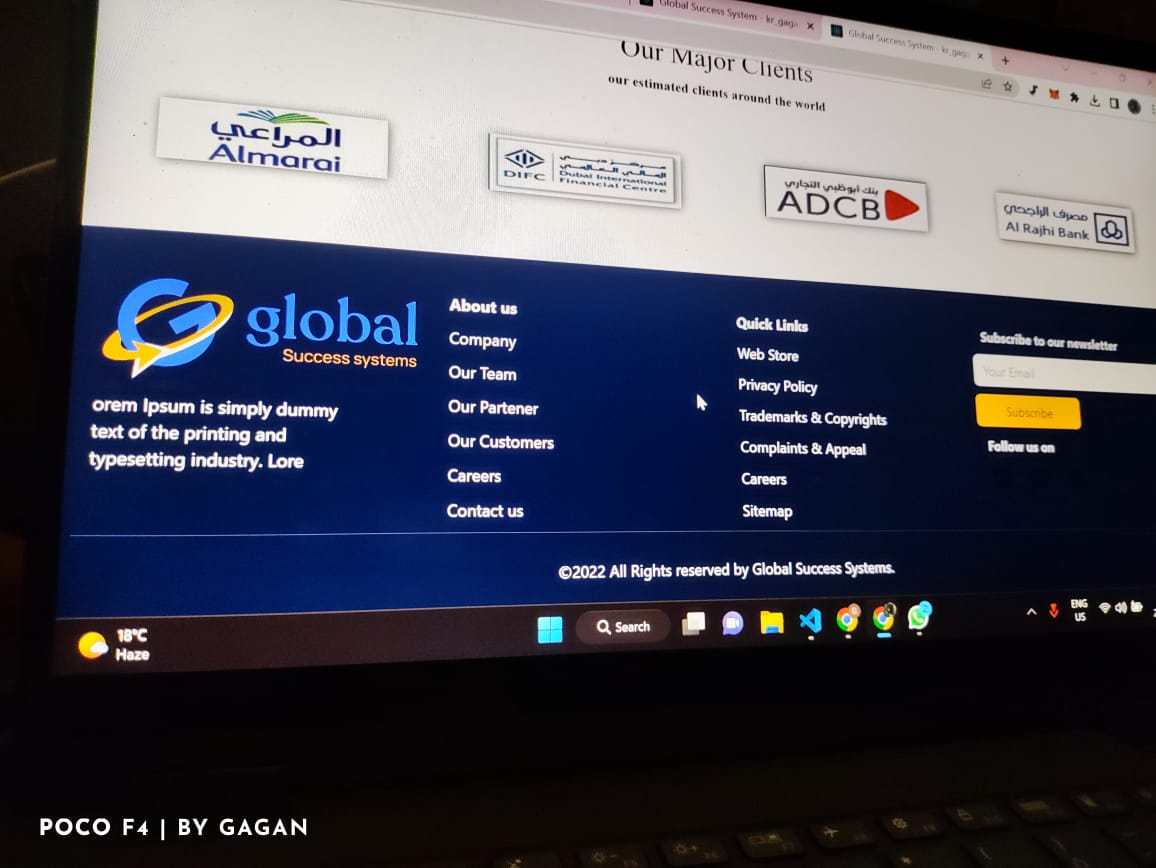 Global Success System - kr_gaga
Global Success System - kr_gaga
Our Major Clients
our estimated clients around the world
المراعي
Almarai
DIFC
مركز دبي
المالي العالمي
Dubai International
Financial Centre
بنك أبوظبي التجاري
ADCB
مصرف الراجحي
Al Rajhi Bank
global
Success systems
orem Ipsum is simply dummy
text of the printing and
typesetting industry. Lore
About us
Company
Our Team
Our Partener
Our Customers
Careers
Contact us
Quick Links
Web Store
Privacy Policy
Trademarks & Copyrights
Complaints & Appeal
Careers
Sitemap
Subscribe to our newsletter
Your Email
Subscribe
Follow us on
©2022 All Rights reserved by Global Success Systems.
18°C
Haze
Search
ENG
US
POCO F4 | BY GAGAN